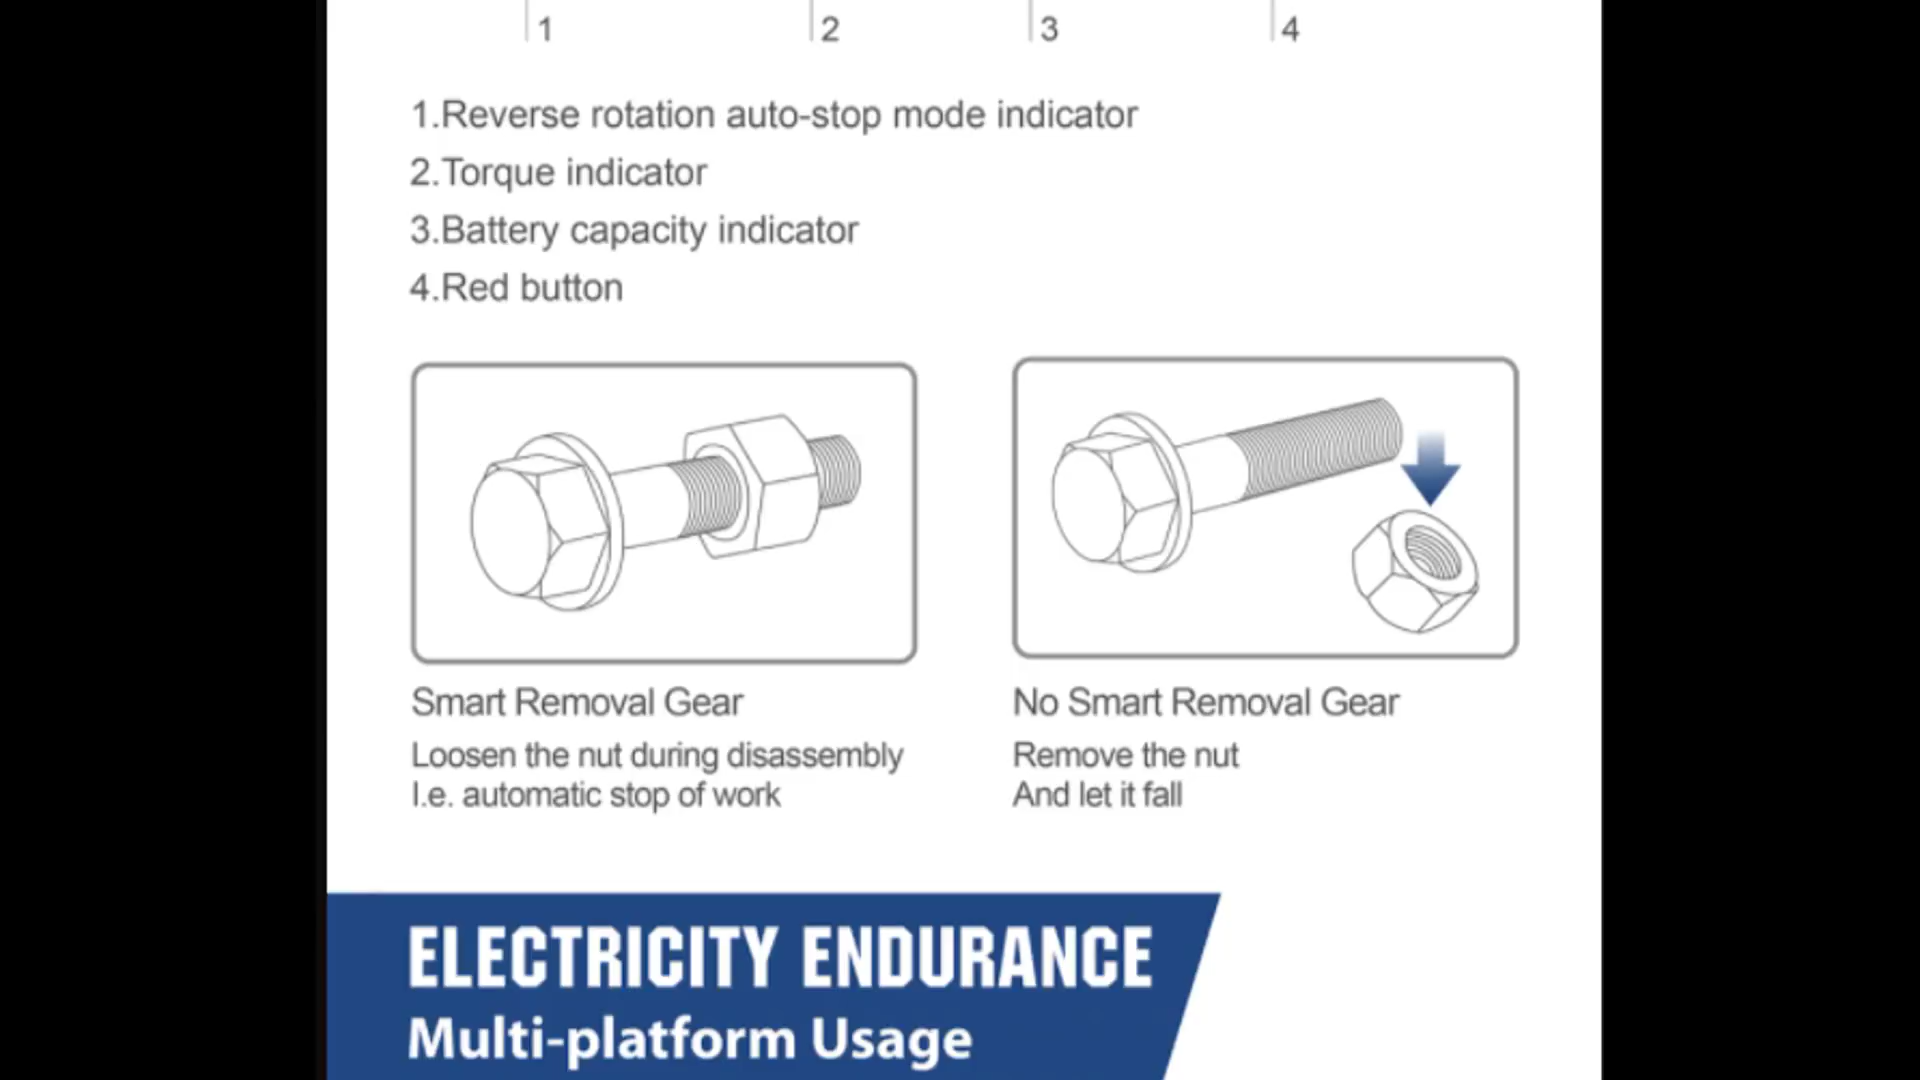 1 2 3 4
1.Reverse rotation auto-stop mode indicator
2.Torque indicator
3.Battery capacity indicator
4.Red button
Smart Removal Gear
Loosen the nut during disassembly
I.e. automatic stop of work
No Smart Removal Gear
Remove the nut
And let it fall
ELECTRICITY ENDURANCE
Multi-platform Usage